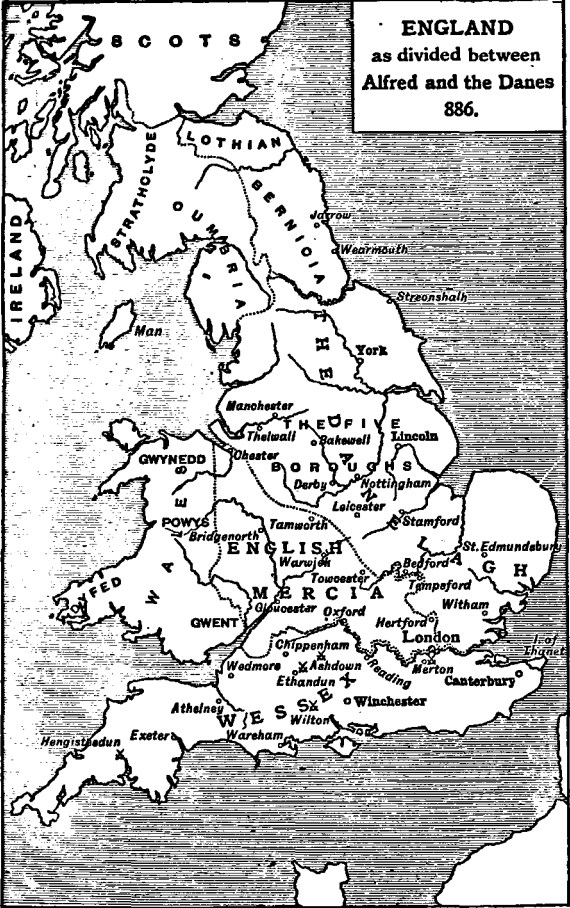 ENGLAND
as divided between
Alfred and the Danes
886.
SCOTS
LOTHIAN
STRATHCLYDE
BERNICIA
CUMBRIA
IRELAND
Jarrow
Wearmouth
Streonshalh
Man
York
THE DANELAGH
Manchester
THE FIVE
Thelwall
Bakewell
Lincoln
Chester
GWYNEDD
BOROUGHS
Derby
Nottingham
Leicester
WALES
POWYS
Tamworth
Stamford
Bridgenorth
ENGLISH
St. Edmundsbury
Warwick
Bedford
Towcester
Tempsford
DYFED
MERCIA
Witham
Gloucester
Oxford
Hertford
GWENT
London
I. of
Thanet
Chippenham
Wedmore
Ashdown
Reading
Merton
Ethandun
Canterbury
WESSEX
Athelney
Winchester
Wilton
Hengistesdun
Exeter
Wareham